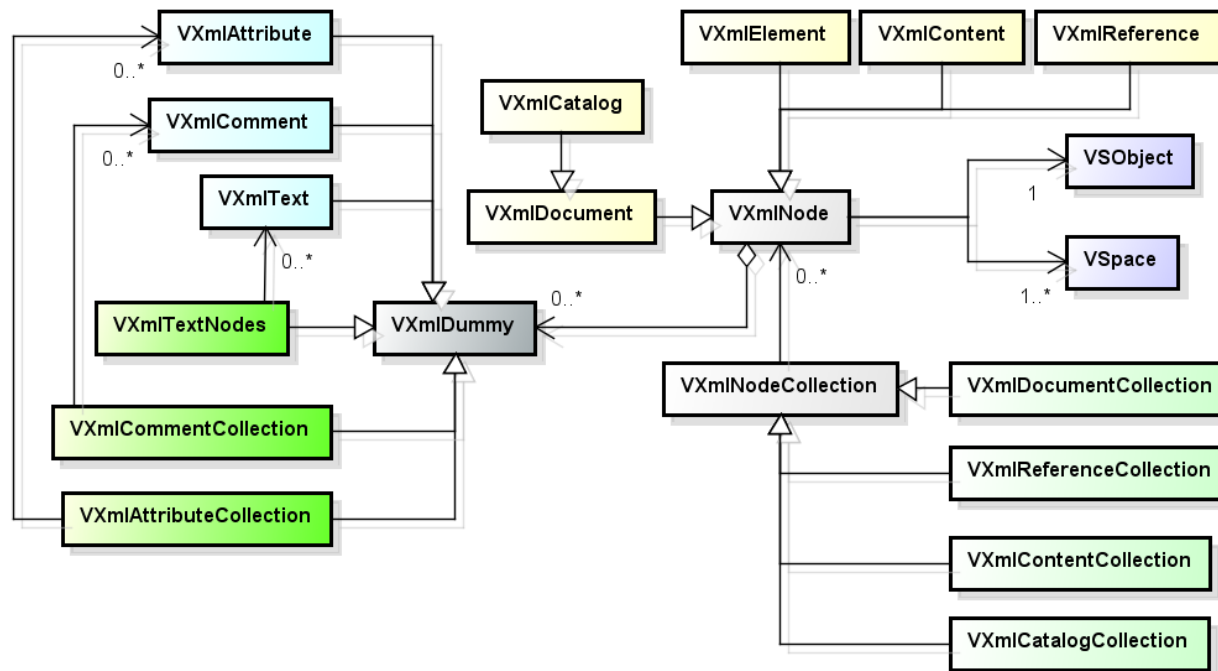 VXmlAttribute
0..*
VXmlElement
VXmlContent
VXmlReference
VXmlComment
0..*
VXmlCatalog
VSObject
1
VXmlText
0..*
VXmlDocument
VXmlNode
0..*
VSpace
1..*
VXmlTextNodes
VXmlDummy
0..*
VXmlNodeCollection
VXmlDocumentCollection
VXmlCommentCollection
VXmlReferenceCollection
VXmlAttributeCollection
VXmlContentCollection
VXmlCatalogCollection